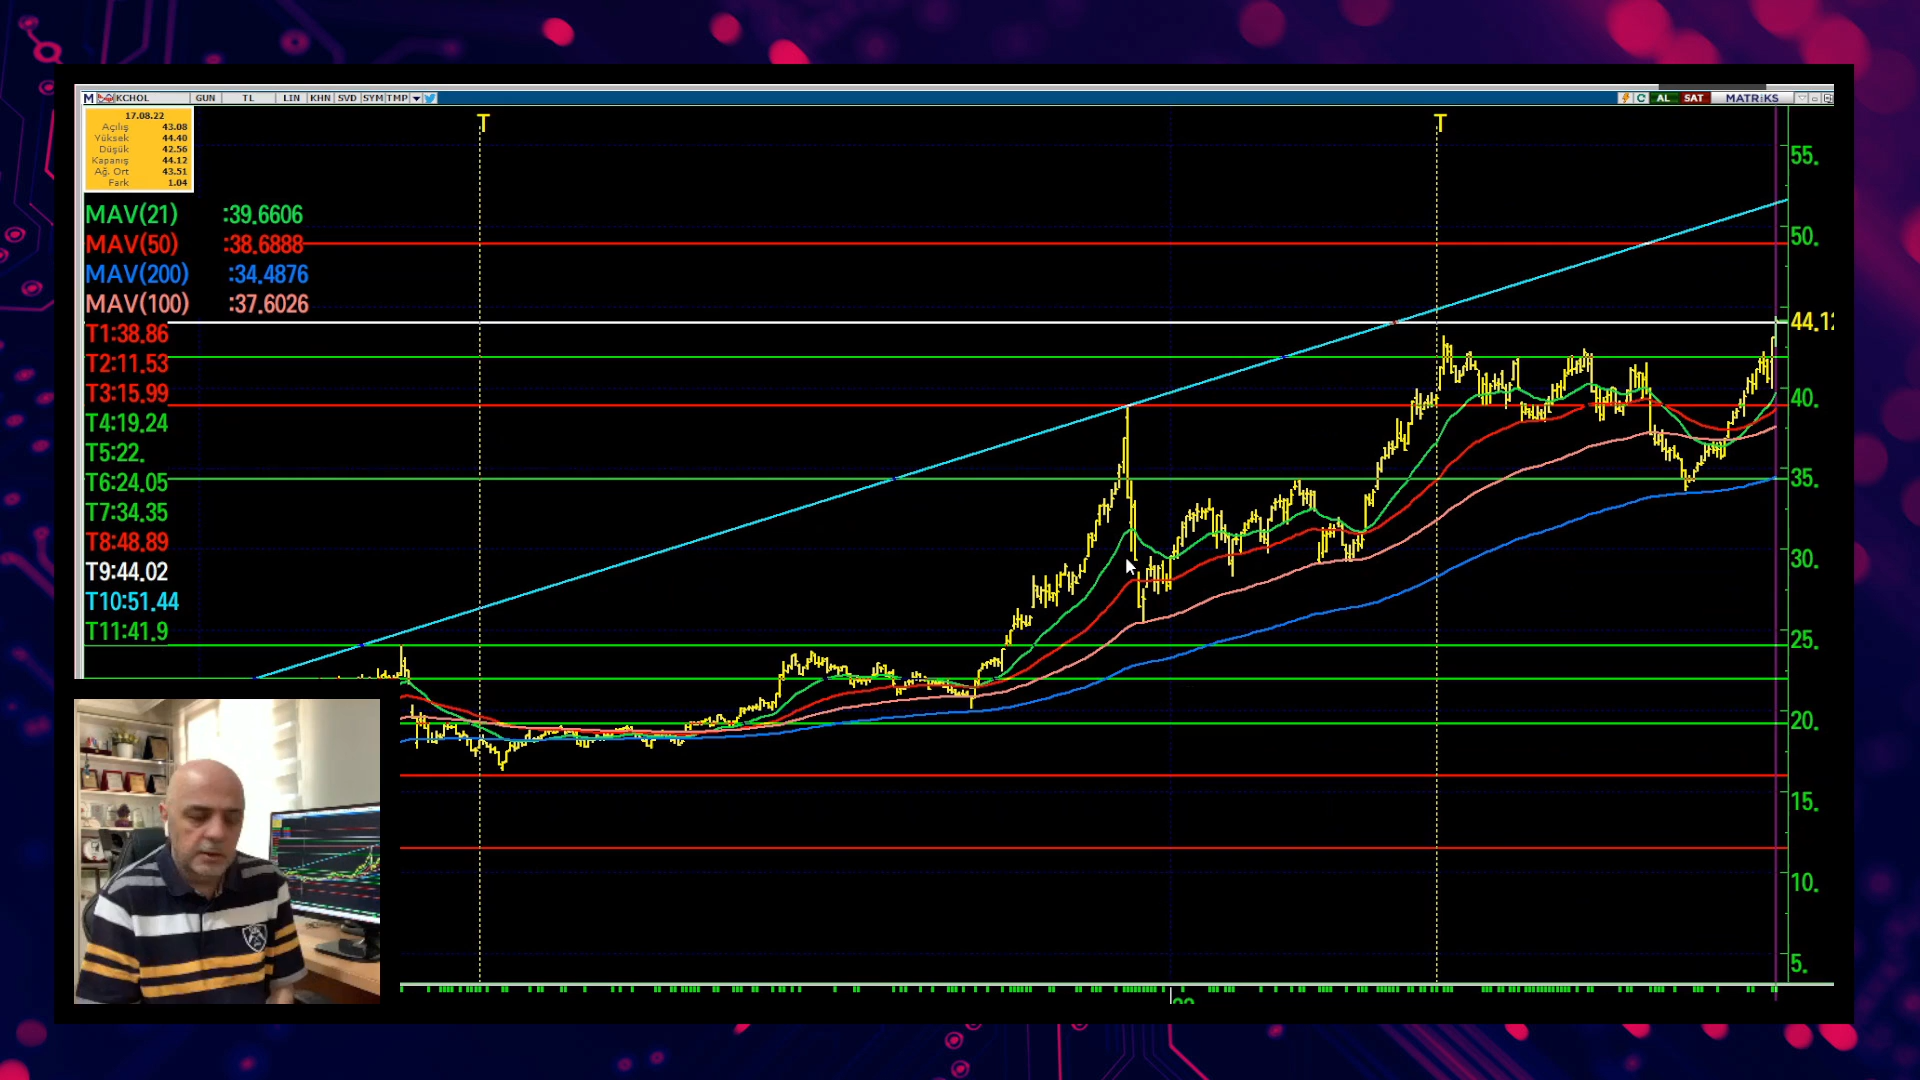 M KCHOL GUN TL LIN KHN SVD SYM TMP C AL SAT MATRiKS
17.08.22
Açılış 43.08
Yüksek 44.40
Düşük 42.56
Kapanış 44.12
Ağ. Ort 43.51
Fark 1.04
T T
MAV(21) :39.6606
MAV(50) :38.6888
MAV(200) :34.4876
MAV(100) :37.6026
T1:38.86
T2:11.53
T3:15.99
T4:19.24
T5:22.
T6:24.05
T7:34.35
T8:48.89
T9:44.02
T10:51.44
T11:41.9
55.
50.
44.12
40.
35.
30.
25.
20.
15.
10.
5.